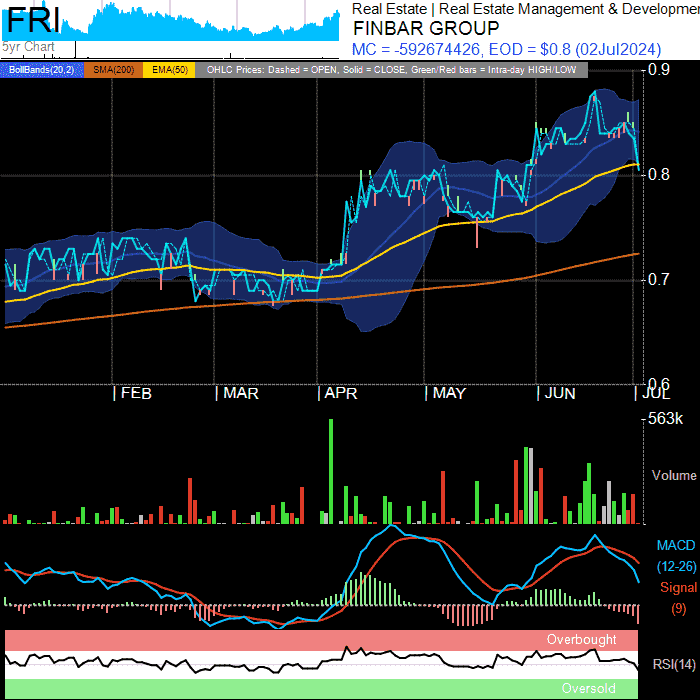 FRI
5yr Chart
Real Estate | Real Estate Management & Developmen
FINBAR GROUP
MC = -592674426, EOD = $0.8 (02Jul2024)
BollBands(20,2) SMA(200) EMA(50) OHLC Prices: Dashed = OPEN, Solid = CLOSE, Green/Red bars = Intra-day HIGH/LOW
0.9
0.8
0.7
0.6
FEB MAR APR MAY JUN JUL
563k
Volume
MACD
(12-26)
Signal
(9)
Overbought
RSI(14)
Oversold